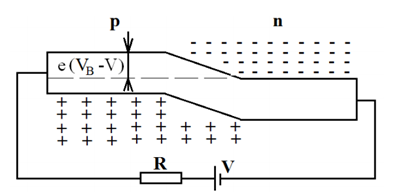 p n
- - - - - - - - -
- - - - - - - - -
- - - - - - - - -
e(V_B -V)
+ + + + +
+ + + + +
+ + + + + + + +
+ + + + + + + +
R V